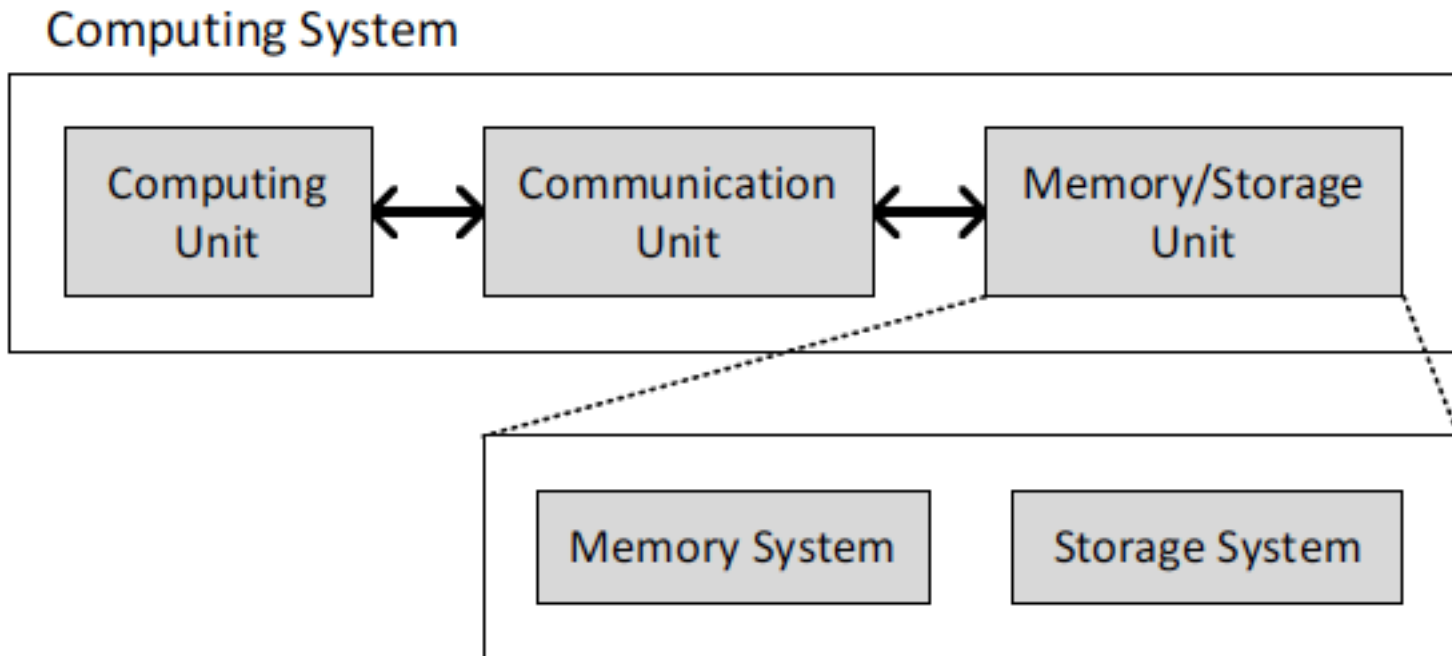 Computing System
Computing
Unit
Communication
Unit
Memory/Storage
Unit
Memory System
Storage System